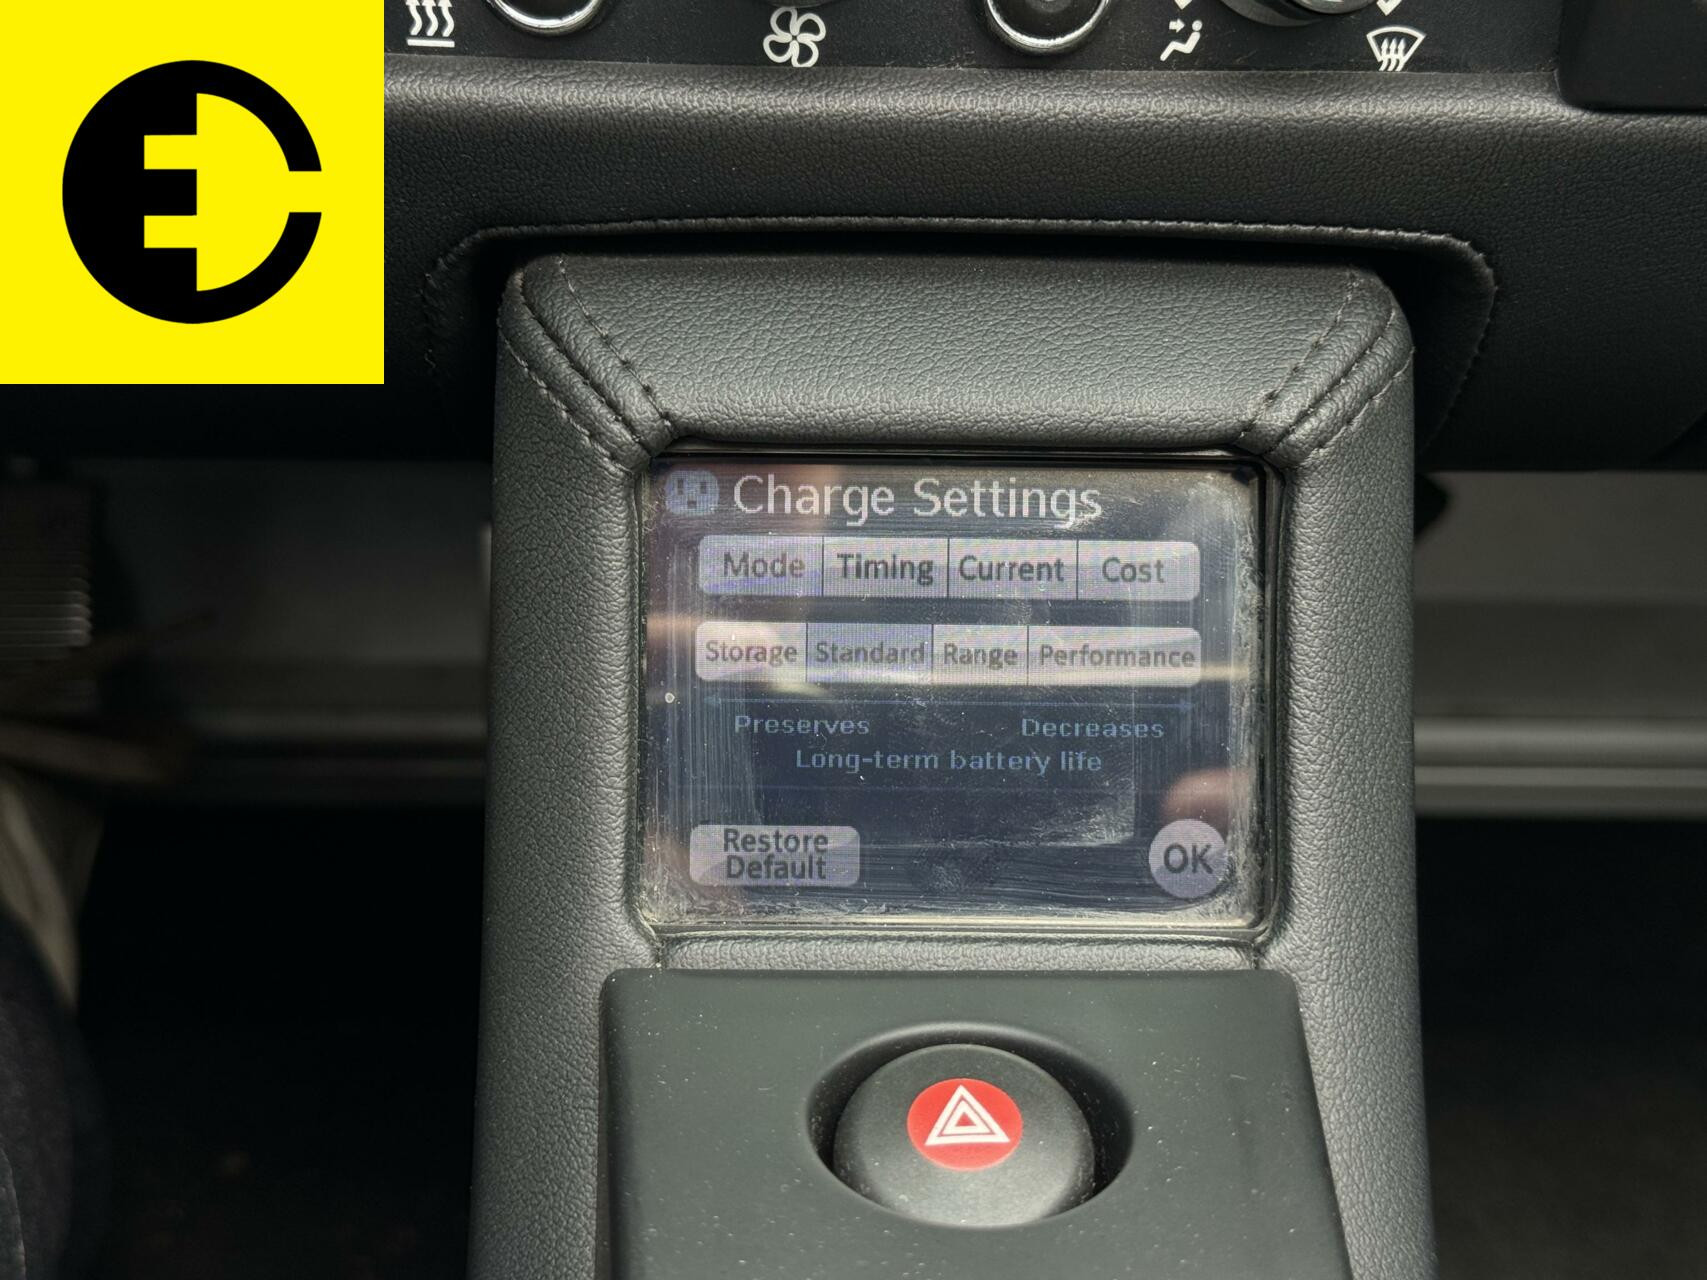 Charge Settings
Mode Timing Current Cost
Storage Standard Range Performance
Preserves Decreases
Long-term battery life
Restore
Default
OK